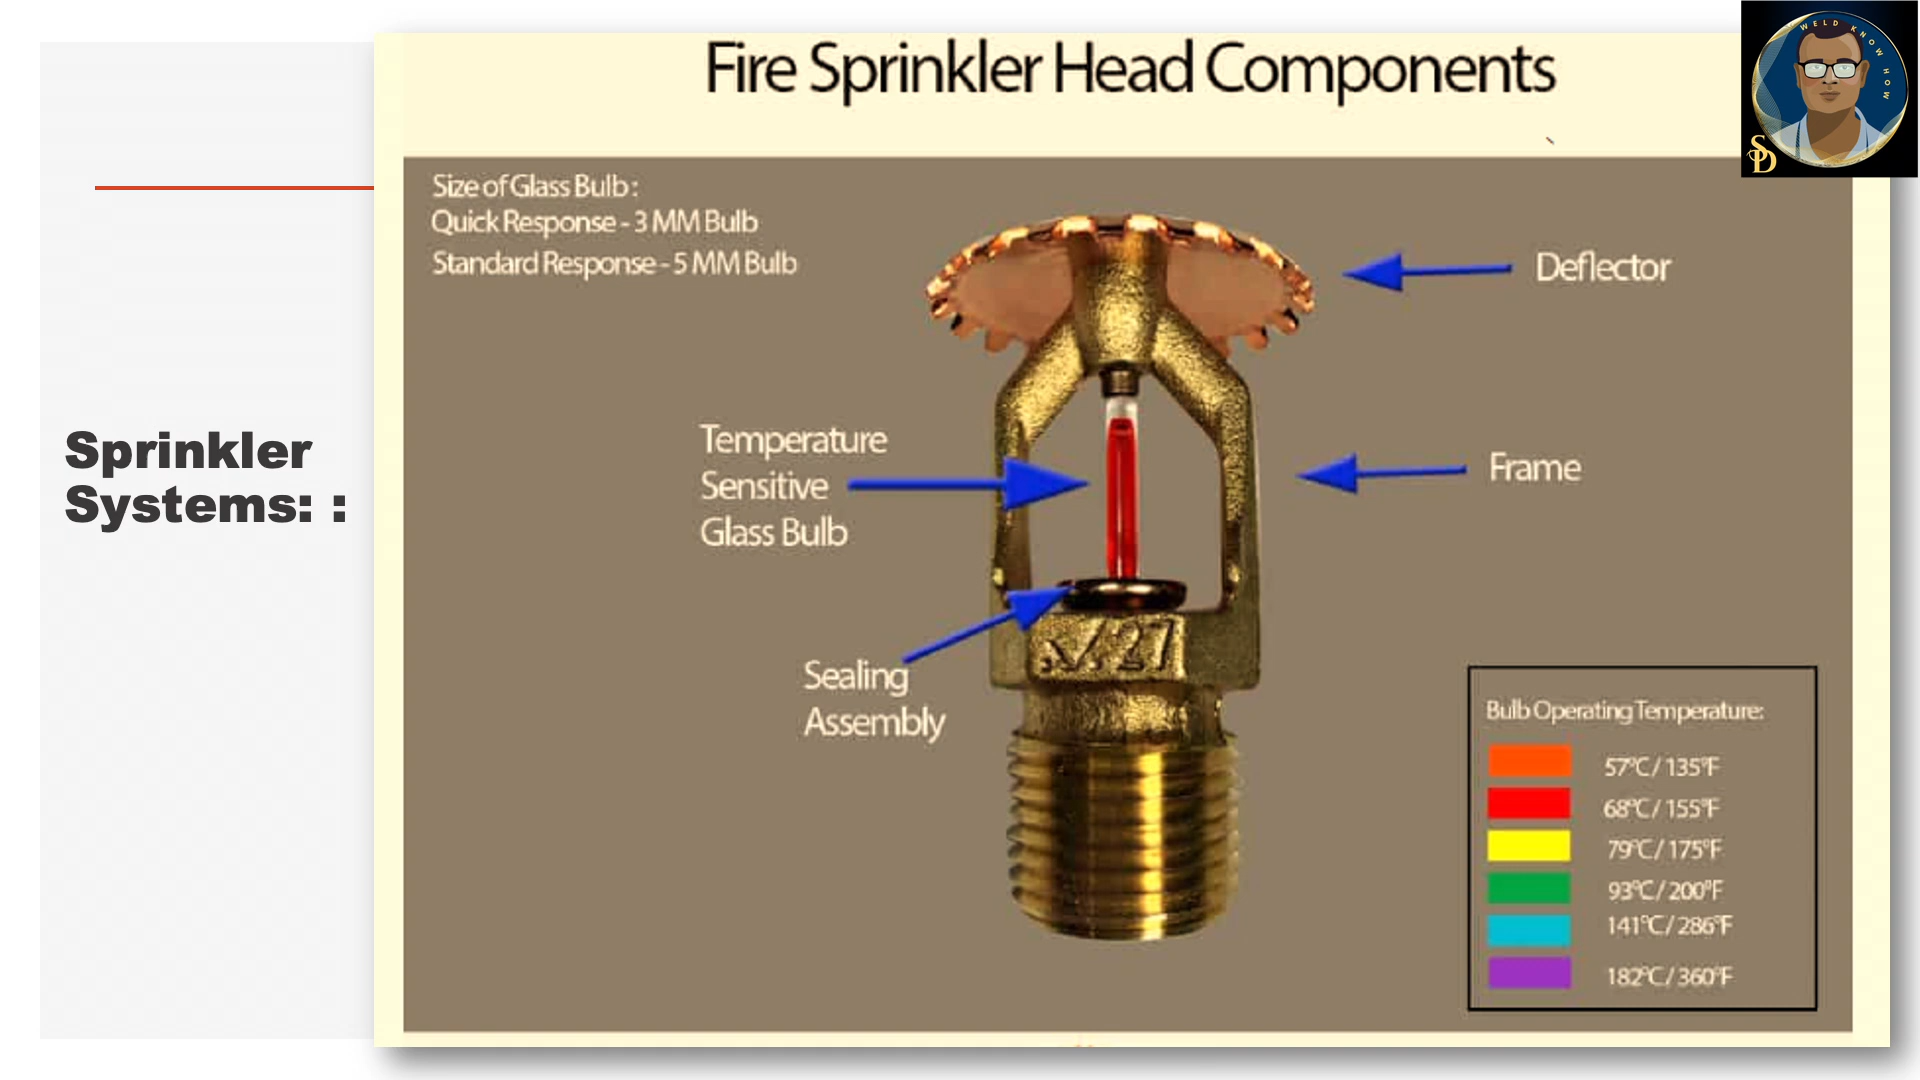 Fire Sprinkler Head Components
WELD KNOW HOW
SD
Sprinkler
Systems: :
Size of Glass Bulb :
Quick Response - 3 MM Bulb
Standard Response - 5 MM Bulb
Deflector
Temperature
Sensitive
Glass Bulb
Frame
Sealing
Assembly
27
Bulb Operating Temperature:
57°C / 135°F
68°C / 155°F
79°C / 175°F
93°C / 200°F
141°C / 286°F
182°C / 360°F